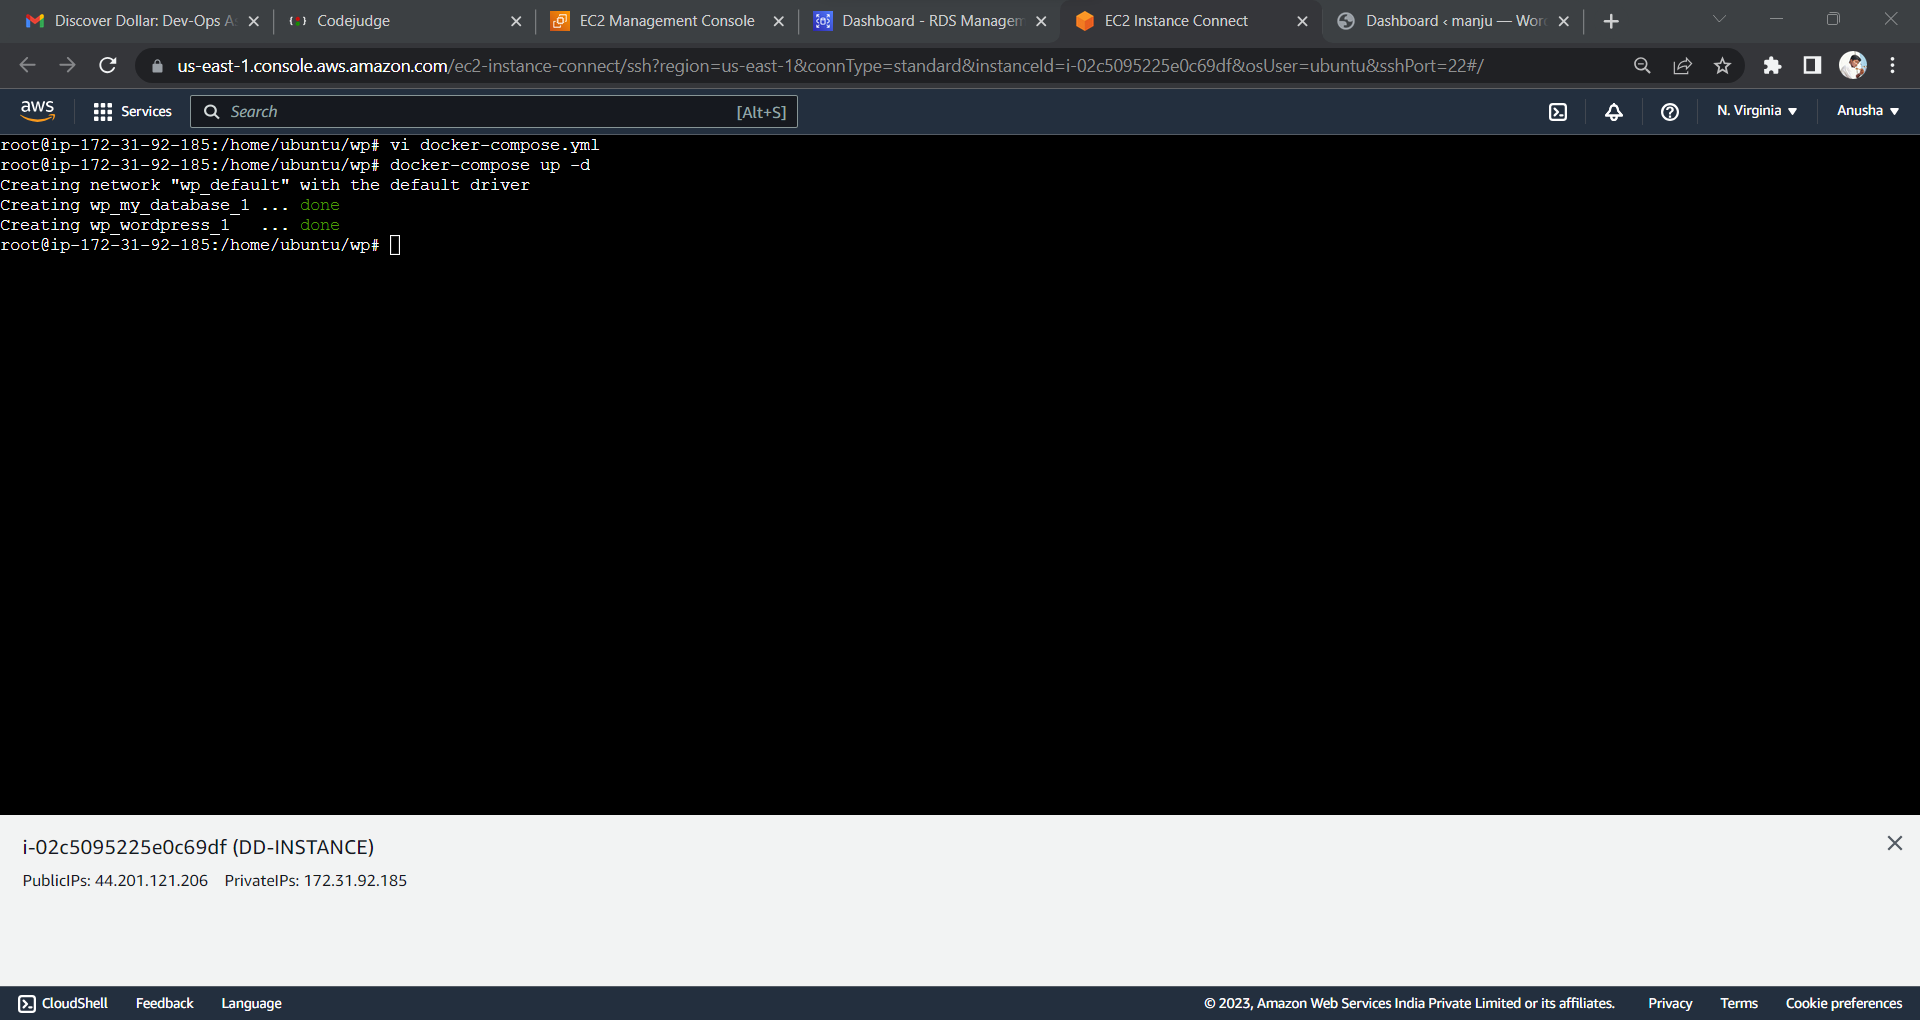 Discover Dollar: Dev-Ops A
Codejudge
EC2 Management Console
Dashboard - RDS Managem
EC2 Instance Connect
Dashboard ‹ manju — Wor
us-east-1.console.aws.amazon.com/ec2-instance-connect/ssh?region=us-east-1&connType=standard&instanceId=i-02c5095225e0c69df&osUser=ubuntu&sshPort=22#/
aws
Services
Search
[Alt+S]
N. Virginia
Anusha
root@ip-172-31-92-185:/home/ubuntu/wp# vi docker-compose.yml
root@ip-172-31-92-185:/home/ubuntu/wp# docker-compose up -d
Creating network "wp_default" with the default driver
Creating wp_my_database_1 ... done
Creating wp_wordpress_1   ... done
root@ip-172-31-92-185:/home/ubuntu/wp#
i-02c5095225e0c69df (DD-INSTANCE)
PublicIPs: 44.201.121.206 PrivateIPs: 172.31.92.185
CloudShell
Feedback
Language
© 2023, Amazon Web Services India Private Limited or its affiliates.
Privacy
Terms
Cookie preferences